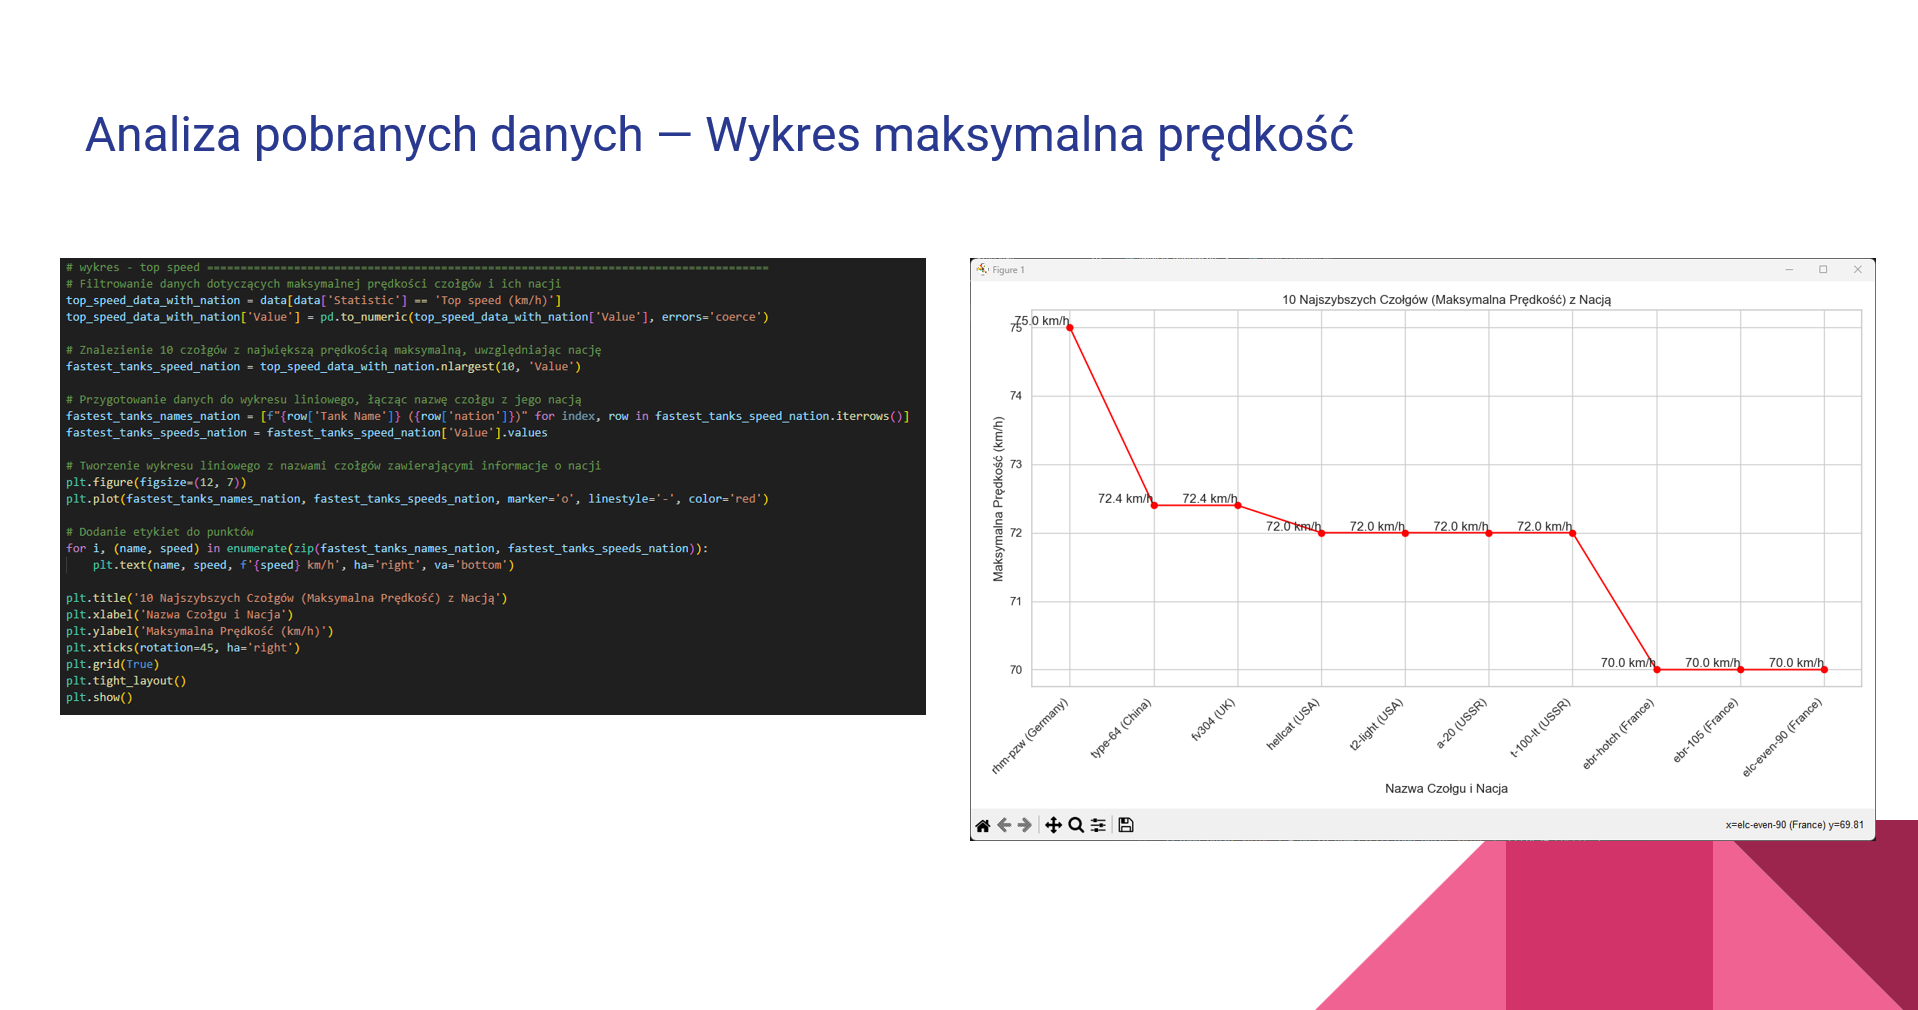 Analiza pobranych danych — Wykres maksymalna prędkość
# wykres - top speed ====================================================================================
# Filtrowanie danych dotyczących maksymalnej prędkości czołgów i ich nacji
top_speed_data_with_nation = data[data['Statistic'] == 'Top speed (km/h)']
top_speed_data_with_nation['Value'] = pd.to_numeric(top_speed_data_with_nation['Value'], errors='coerce')
# Znalezienie 10 czołgów z największą prędkością maksymalną, uwzględniając nację
fastest_tanks_speed_nation = top_speed_data_with_nation.nlargest(10, 'Value')
# Przygotowanie danych do wykresu liniowego, łącząc nazwę czołgu z jego nacją
fastest_tanks_names_nation = [f"{row['Tank Name']} ({row['nation']})" for index, row in fastest_tanks_speed_nation.iterrows()]
fastest_tanks_speeds_nation = fastest_tanks_speed_nation['Value'].values
# Tworzenie wykresu liniowego z nazwami czołgów zawierającymi informacje o nacji
plt.figure(figsize=(12, 7))
plt.plot(fastest_tanks_names_nation, fastest_tanks_speeds_nation, marker='o', linestyle='-', color='red')
# Dodanie etykiet do punktów
for i, (name, speed) in enumerate(zip(fastest_tanks_names_nation, fastest_tanks_speeds_nation)):
    plt.text(name, speed, f'{speed} km/h', ha='right', va='bottom')
plt.title('10 Najszybszych Czołgów (Maksymalna Prędkość) z Nacją')
plt.xlabel('Nazwa Czołgu i Nacja')
plt.ylabel('Maksymalna Prędkość (km/h)')
plt.xticks(rotation=45, ha='right')
plt.grid(True)
plt.tight_layout()
plt.show()
Figure 1
10 Najszybszych Czołgów (Maksymalna Prędkość) z Nacją
Maksymalna Prędkość (km/h)
75
74
73
72
71
70
75.0 km/h
72.4 km/h
72.4 km/h
72.0 km/h
72.0 km/h
72.0 km/h
72.0 km/h
70.0 km/h
70.0 km/h
70.0 km/h
rhm-pzw (Germany)
type-64 (China)
fv304 (UK)
hellcat (USA)
t2-light (USA)
a-20 (USSR)
t-100-lt (USSR)
ebr-hotch (France)
ebr-105 (France)
elc-even-90 (France)
Nazwa Czołgu i Nacja
x=elc-even-90 (France) y=69.81